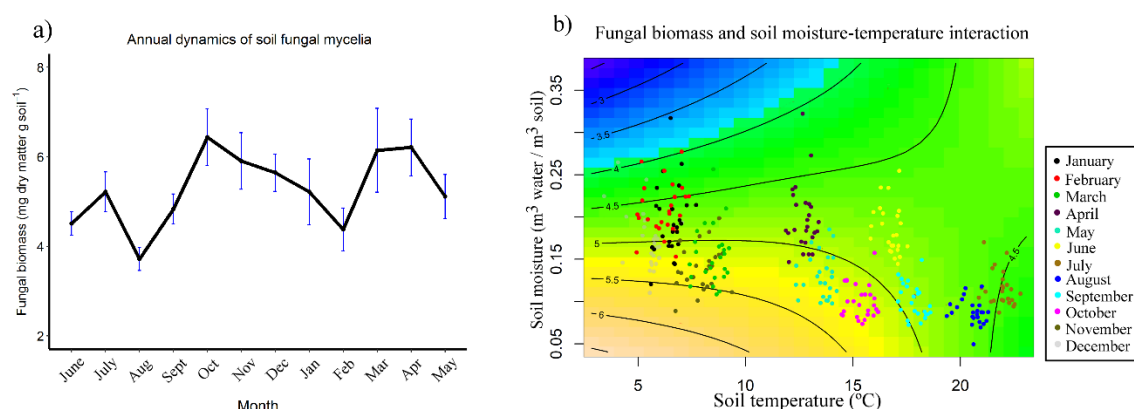 a)
Annual dynamics of soil fungal mycelia
Fungal biomass (mg dry matter g soil⁻¹)
8
6
4
2
June
July
Aug
Sept
Oct
Nov
Dec
Jan
Feb
Mar
Apr
May
Month
b)
Fungal biomass and soil moisture-temperature interaction
Soil moisture (m³ water / m³ soil)
0.35
0.25
0.15
0.05
3
3.5
4
4.5
5
5.5
6
4.5
5
10
15
20
Soil temperature (ºC)
January
February
March
April
May
June
July
August
September
October
November
December